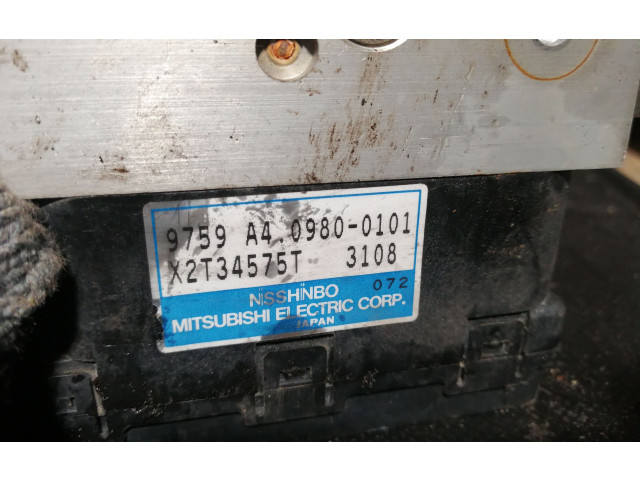 9759 A4 0980-0101
X2T34575T 3108
072
NISSHINBO
MITSUBISHI ELECTRIC CORP.
JAPAN